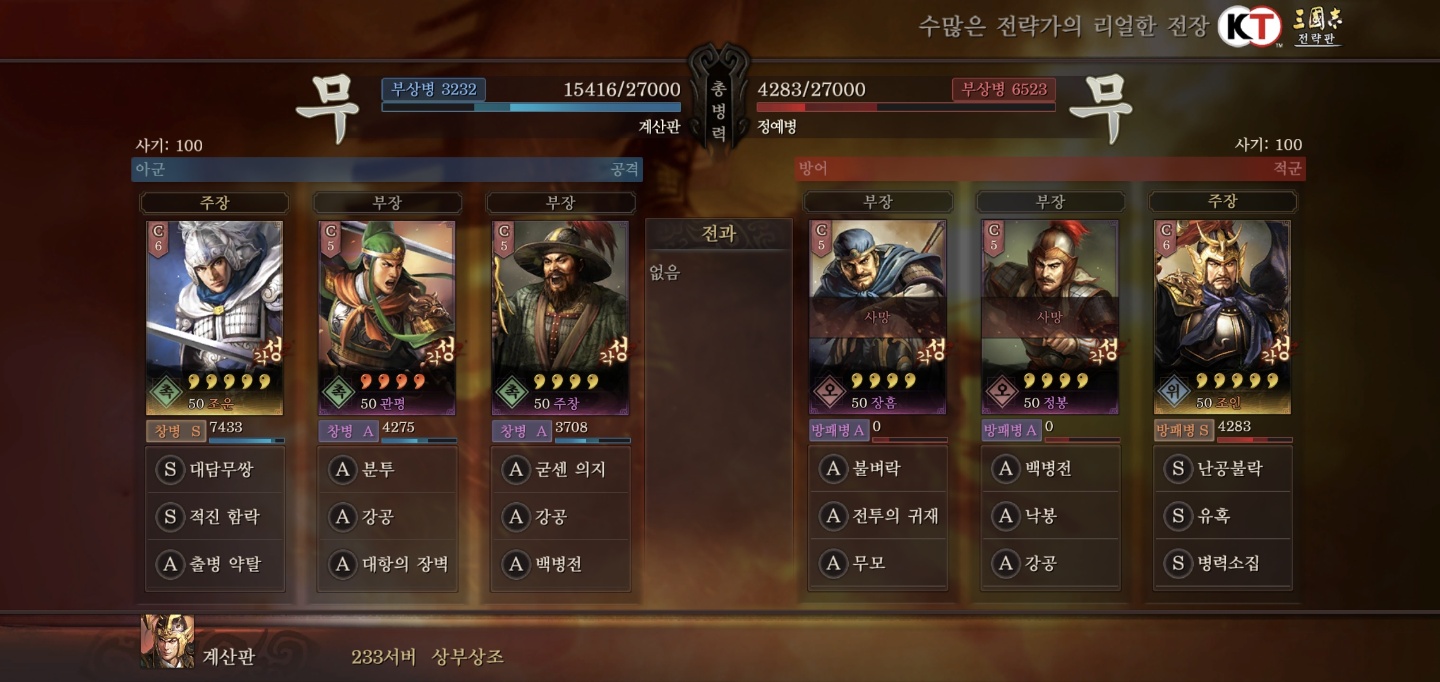 수많은 전략가의 리얼한 전장 KT TM 三國志 전략판
무 부상병 3232 15416/27000 총병력 4283/27000 부상병 6523 무
계산판 정예병
사기: 100 사기: 100
아군 공격 방어 적군
주장 부장 부장 전과 부장 부장 주장
없음
C 6 C 5 C 5 C 5 C 5 C 6
사망 사망
각성 각성 각성 각성 각성 각성
촉 50 조운 촉 50 관평 촉 50 주창 오 50 장흠 오 50 정봉 위 50 조인
창병 S 7433 창병 A 4275 창병 A 3708 방패병 A 0 방패병 A 0 방패병 S 4283
S 대담무쌍 A 분투 A 굳센 의지 A 불벼락 A 백병전 S 난공불락
S 적진 함락 A 강공 A 강공 A 전투의 귀재 A 낙봉 S 유혹
A 출병 약탈 A 대항의 장벽 A 백병전 A 무모 A 강공 S 병력소집
계산판 233서버 상부상조